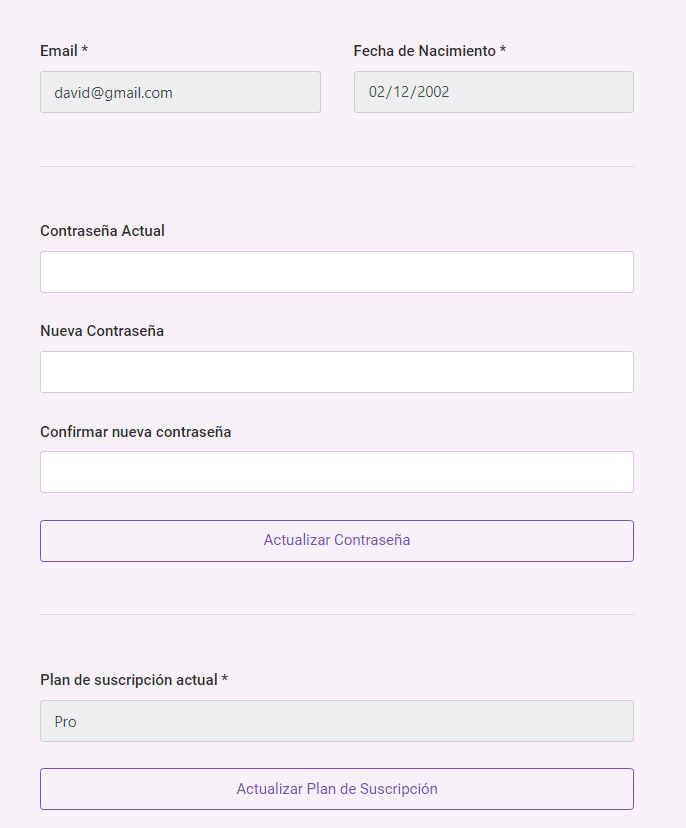 Email * Fecha de Nacimiento *
david@gmail.com 02/12/2002
Contraseña Actual
Nueva Contraseña
Confirmar nueva contraseña
Actualizar Contraseña
Plan de suscripción actual *
Pro
Actualizar Plan de Suscripción